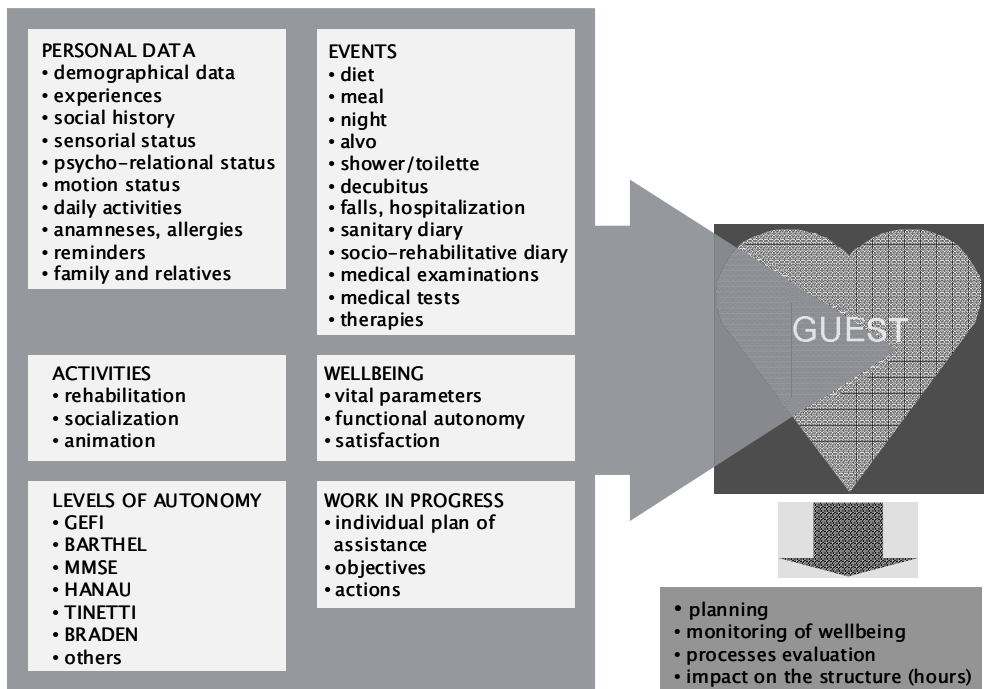 PERSONAL DATA
• demographical data
• experiences
• social history
• sensorial status
• psycho-relational status
• motion status
• daily activities
• anamneses, allergies
• reminders
• family and relatives
EVENTS
• diet
• meal
• night
• alvo
• shower/toilette
• decubitus
• falls, hospitalization
• sanitary diary
• socio-rehabilitative diary
• medical examinations
• medical tests
• therapies
ACTIVITIES
• rehabilitation
• socialization
• animation
WELLBEING
• vital parameters
• functional autonomy
• satisfaction
LEVELS OF AUTONOMY
• GEFI
• BARTHEL
• MMSE
• HANAU
• TINETTI
• BRADEN
• others
WORK IN PROGRESS
• individual plan of
assistance
• objectives
• actions
GUEST
• planning
• monitoring of wellbeing
• processes evaluation
• impact on the structure (hours)